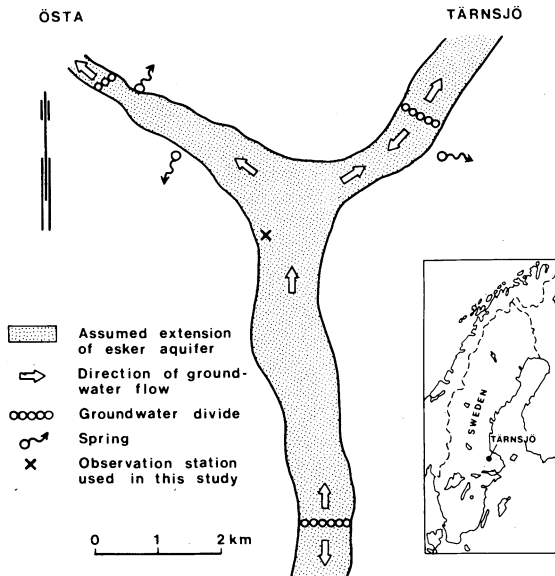 ÖSTA
TÄRNSJÖ
Assumed extension
of esker aquifer
Direction of ground-
water flow
Groundwater divide
Spring
Observation station
used in this study
0 1 2 km
SWEDEN
TÄRNSJÖ